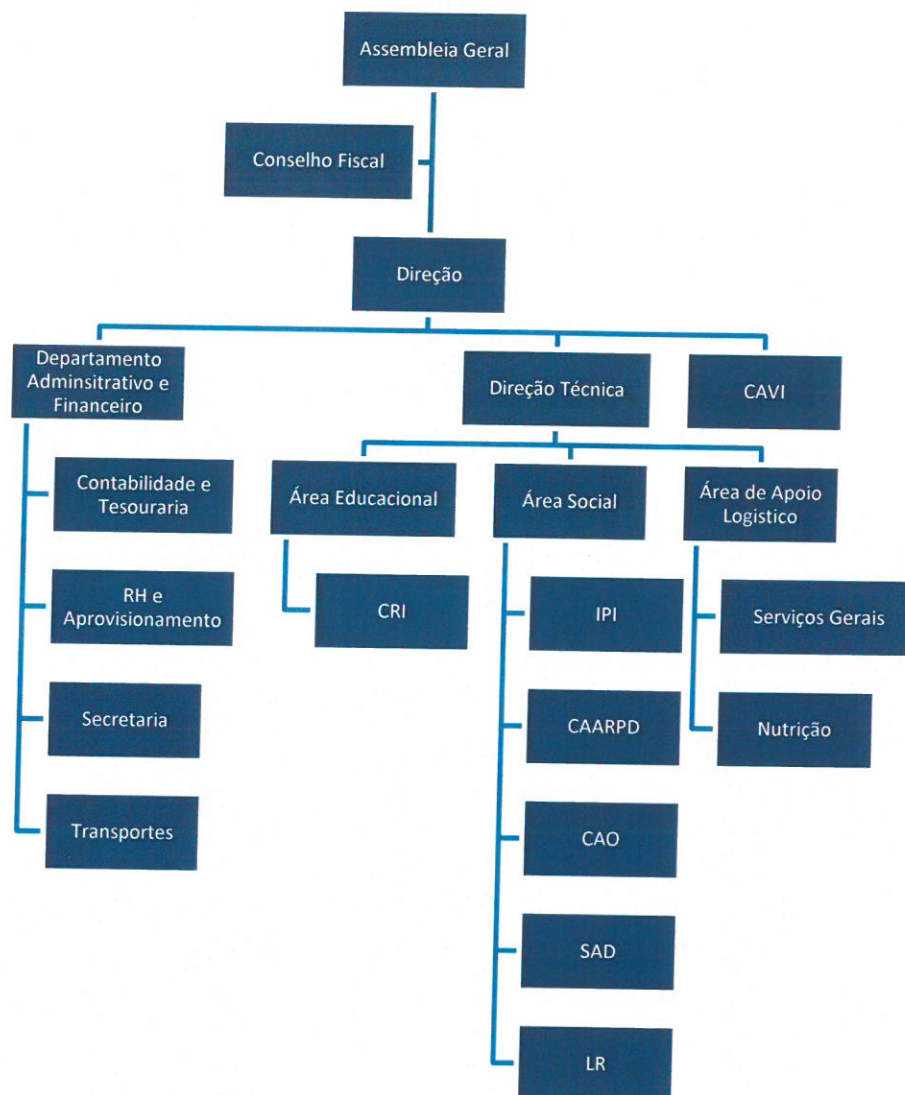 Assembleia Geral
Conselho Fiscal
Direção
Departamento
Adminsitrativo e
Financeiro
Direção Técnica
CAVI
Contabilidade e
Tesouraria
Área Educacional
Área Social
Área de Apoio
Logistico
RH e
Aprovisionamento
CRI
IPI
Serviços Gerais
Secretaria
CAARPD
Nutrição
Transportes
CAO
SAD
LR